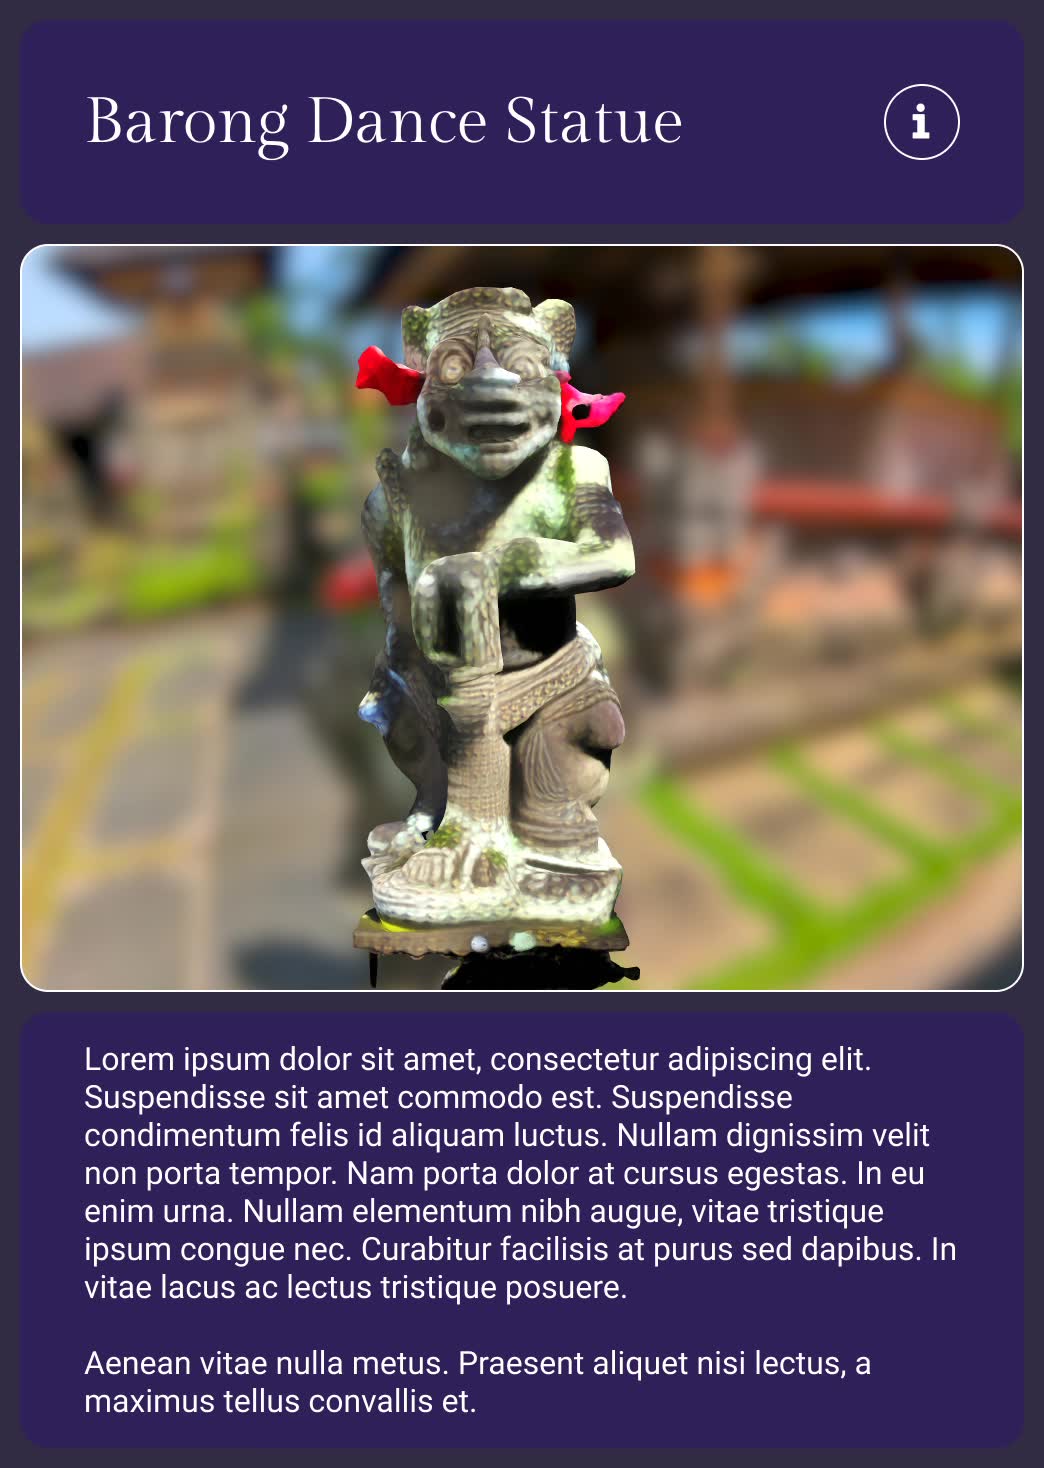 Barong Dance Statue
i
Lorem ipsum dolor sit amet, consectetur adipiscing elit.
Suspendisse sit amet commodo est. Suspendisse
condimentum felis id aliquam luctus. Nullam dignissim velit
non porta tempor. Nam porta dolor at cursus egestas. In eu
enim urna. Nullam elementum nibh augue, vitae tristique
ipsum congue nec. Curabitur facilisis at purus sed dapibus. In
vitae lacus ac lectus tristique posuere.
Aenean vitae nulla metus. Praesent aliquet nisi lectus, a
maximus tellus convallis et.